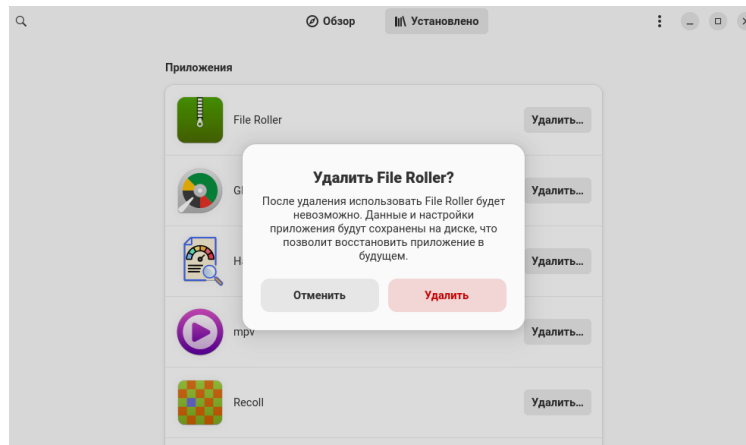 Обзор
Установлено
Приложения
File Roller
Удалить...
Удалить...
Удалить...
mpv
Удалить...
Recoll
Удалить...
Удалить File Roller?
После удаления использовать File Roller будет
невозможно. Данные и настройки
приложения будут сохранены на диске, что
позволит восстановить приложение в
будущем.
Отменить
Удалить